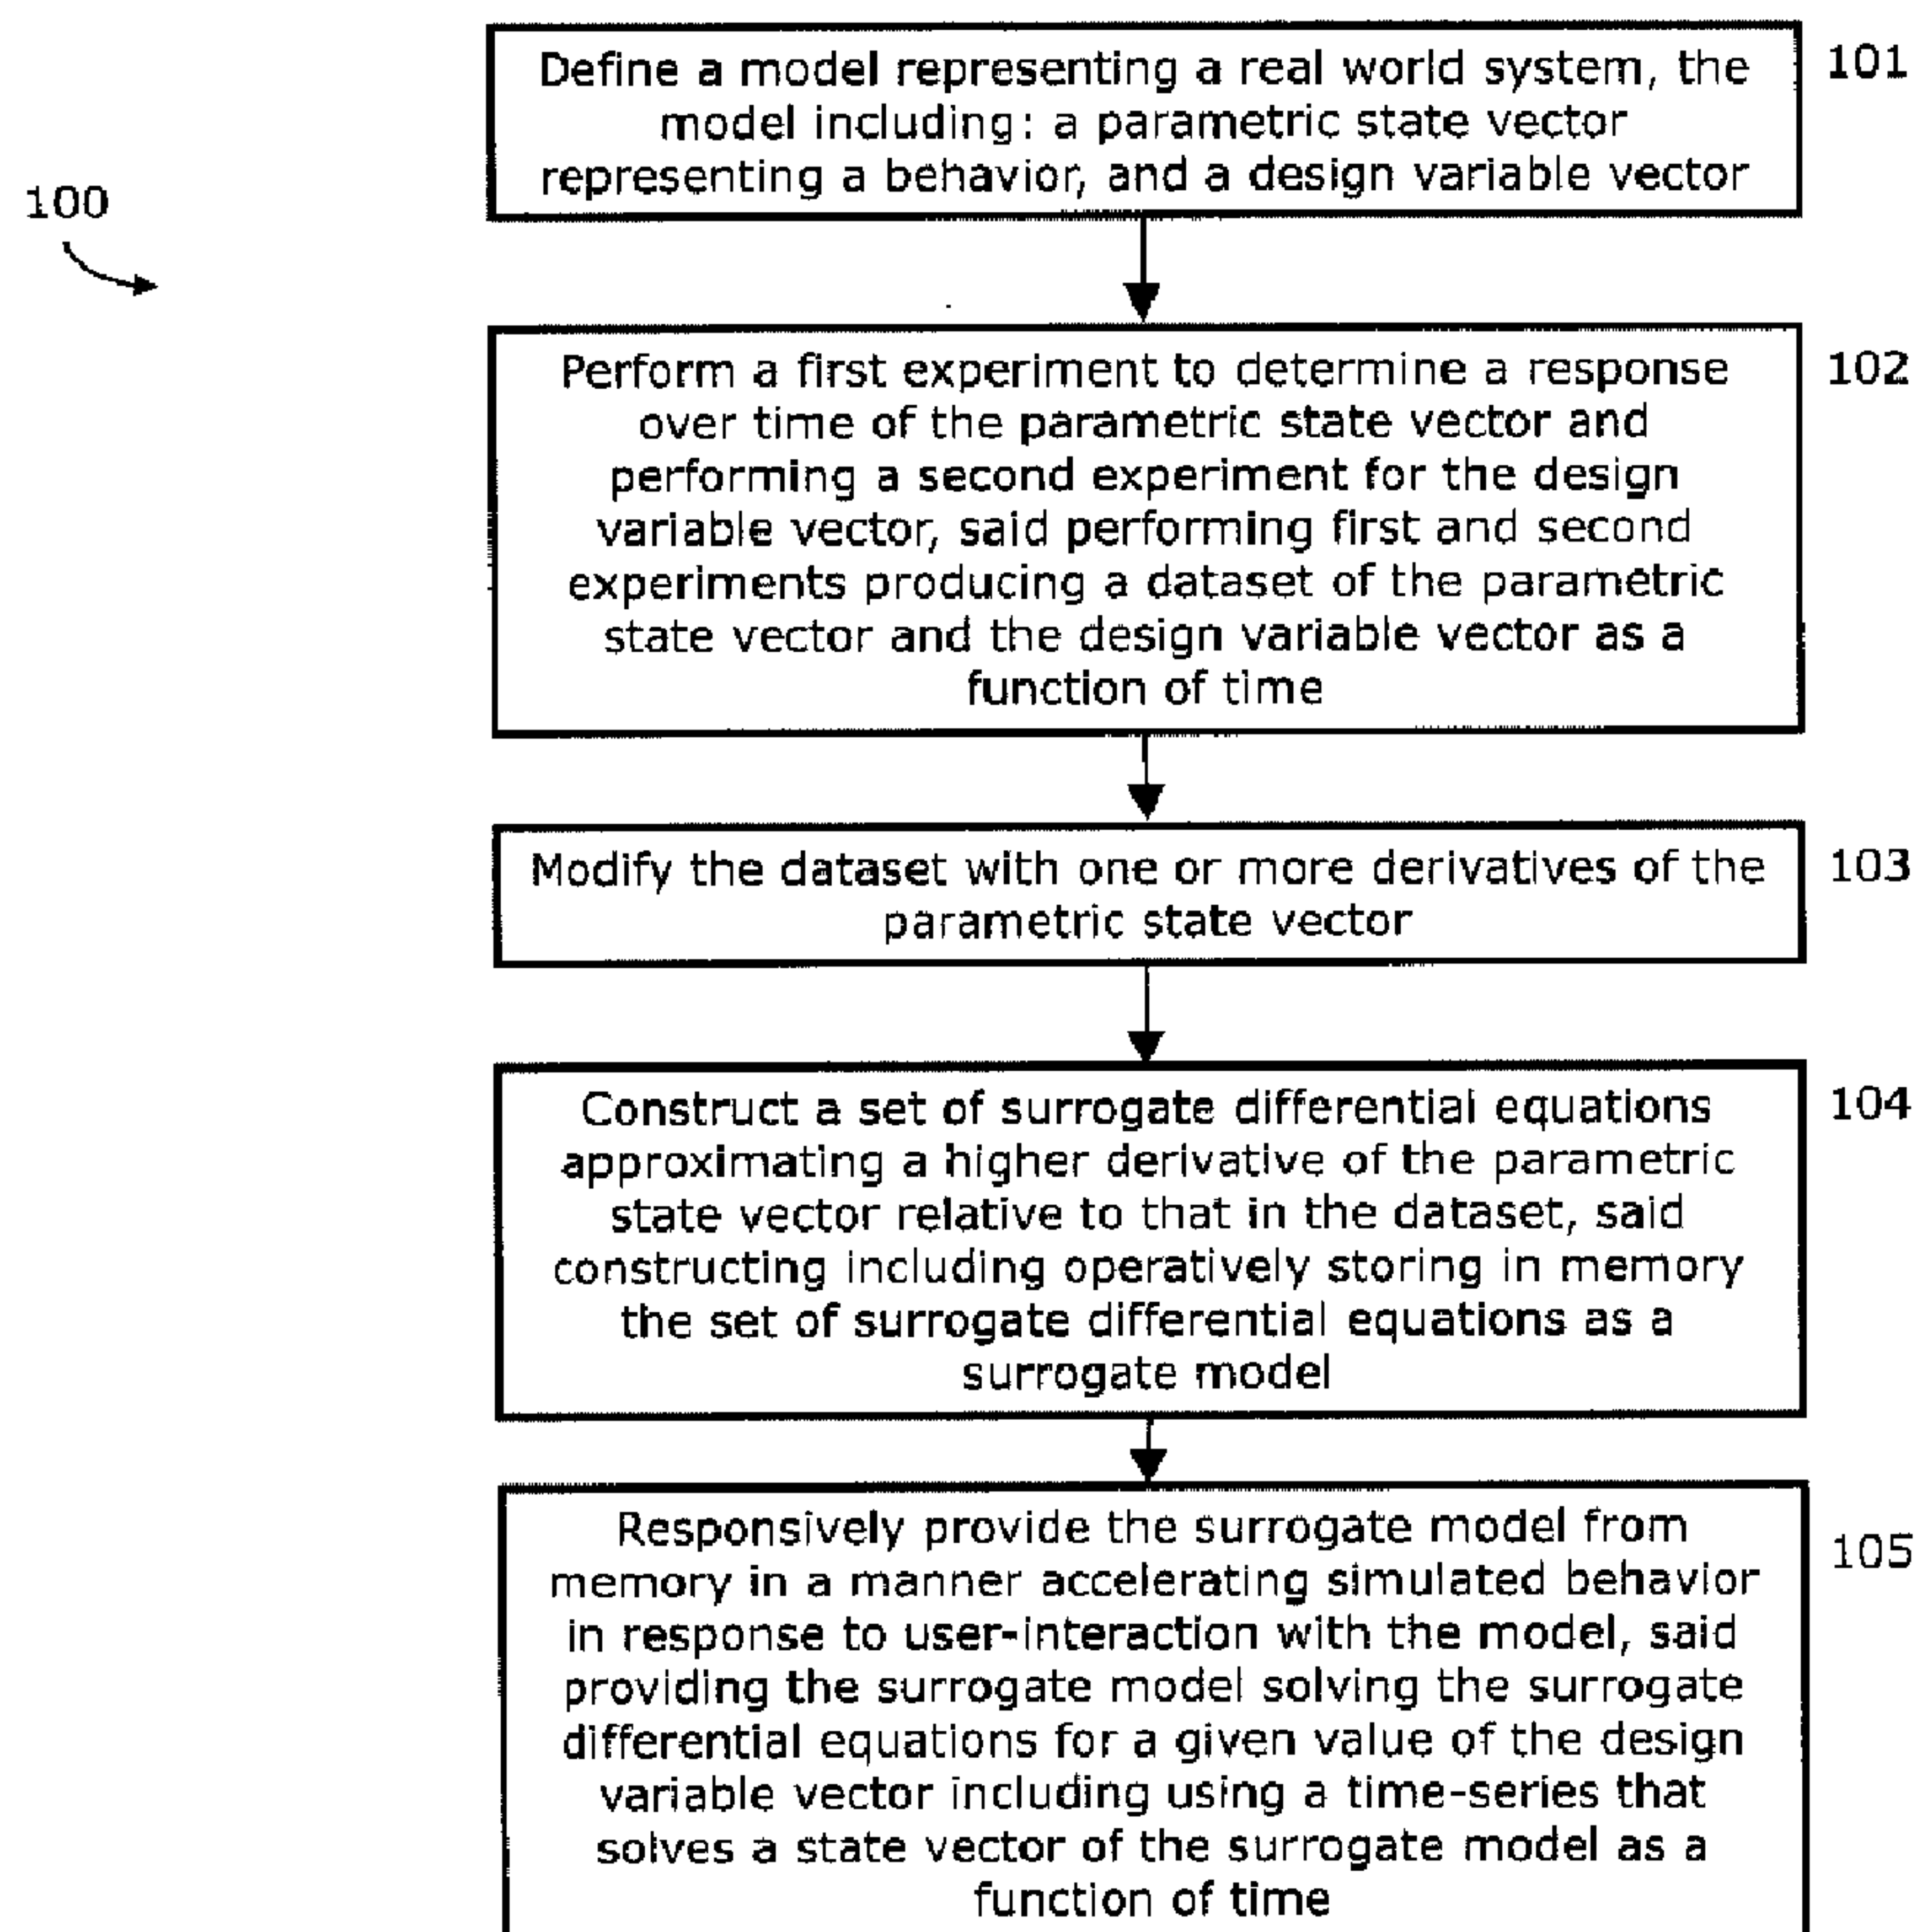 Define a model representing a real world system, the
model including: a parametric state vector
representing a behavior, and a design variable vector
101
100
Perform a first experiment to determine a response
over time of the parametric state vector and
performing a second experiment for the design
variable vector, said performing first and second
experiments producing a dataset of the parametric
state vector and the design variable vector as a
function of time
102
Modify the dataset with one or more derivatives of the
parametric state vector
103
Construct a set of surrogate differential equations
approximating a higher derivative of the parametric
state vector relative to that in the dataset, said
constructing including operatively storing in memory
the set of surrogate differential equations as a
surrogate model
104
Responsively provide the surrogate model from
memory in a manner accelerating simulated behavior
in response to user-interaction with the model, said
providing the surrogate model solving the surrogate
differential equations for a given value of the design
variable vector including using a time-series that
solves a state vector of the surrogate model as a
function of time
105